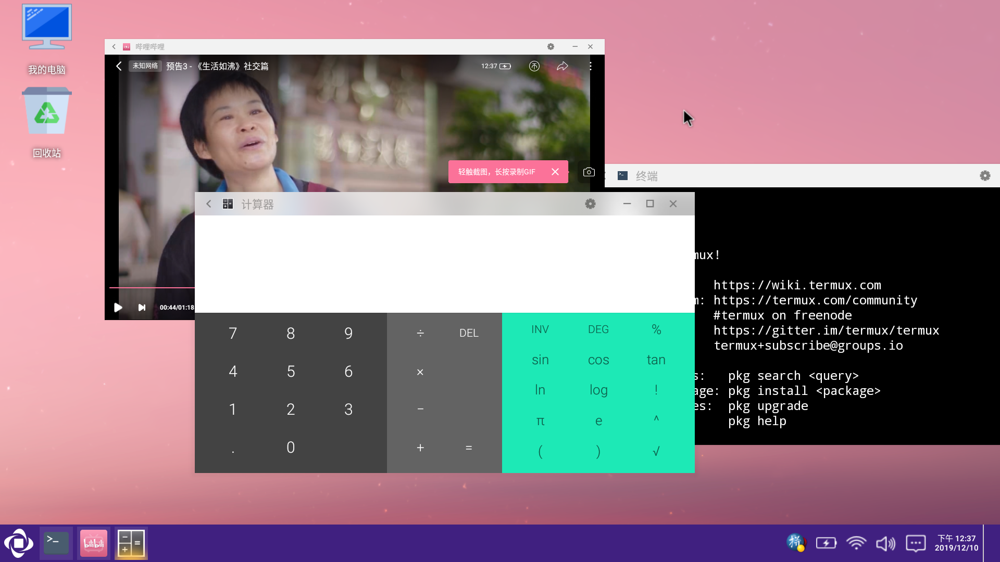 我的电脑
回收站
哔哩哔哩
未知网络 预告3 - 《生活如沸》社交篇
12:37
轻触截图，长按录制GIF
00:44/01:18
终端
mux!
https://wiki.termux.com
m: https://termux.com/community
#termux on freenode
https://gitter.im/termux/termux
termux+subscribe@groups.io
s: pkg search <query>
age: pkg install <package>
es: pkg upgrade
pkg help
计算器
7 8 9 ÷ DEL INV DEG %
sin cos tan
4 5 6 ×
ln log !
1 2 3 −
π e ^
. 0 + = ( ) √
>_
bilibili
拼
下午 12:37
2019/12/10